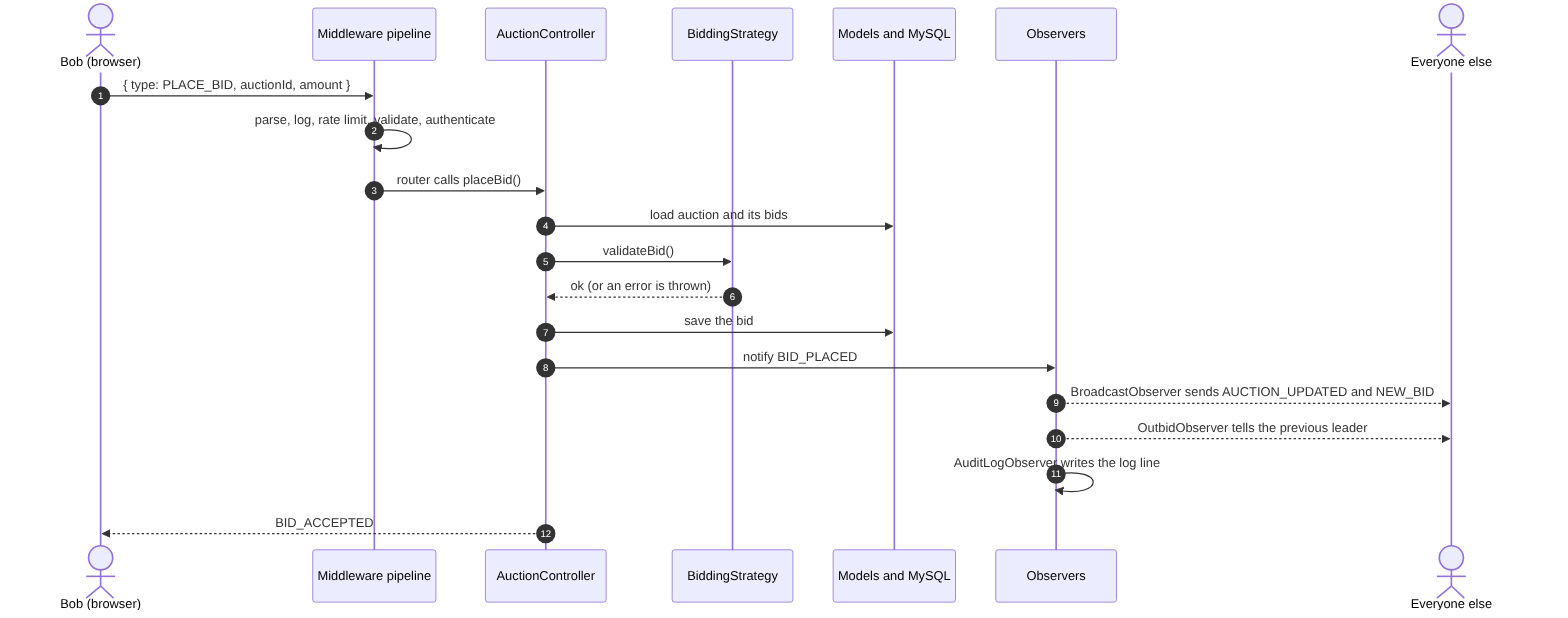 Bob (browser)
Middleware pipeline
AuctionController
BiddingStrategy
Models and MySQL
Observers
Everyone else
1
{ type: PLACE_BID, auctionId, amount }
parse, log, rate limit, validate, authenticate
2
3
router calls placeBid()
4
load auction and its bids
5
validateBid()
ok (or an error is thrown)
6
7
save the bid
8
notify BID_PLACED
9
BroadcastObserver sends AUCTION_UPDATED and NEW_BID
10
OutbidObserver tells the previous leader
AuditLogObserver writes the log line
11
BID_ACCEPTED
12
Bob (browser)
Middleware pipeline
AuctionController
BiddingStrategy
Models and MySQL
Observers
Everyone else